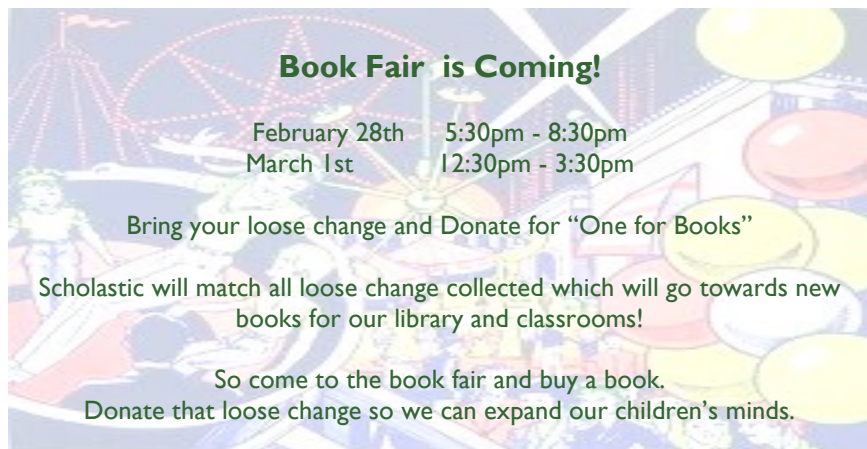 Book Fair is Coming!
February 28th 5:30pm - 8:30pm
March 1st 12:30pm - 3:30pm
Bring your loose change and Donate for “One for Books”
Scholastic will match all loose change collected which will go towards new
books for our library and classrooms!
So come to the book fair and buy a book.
Donate that loose change so we can expand our children’s minds.